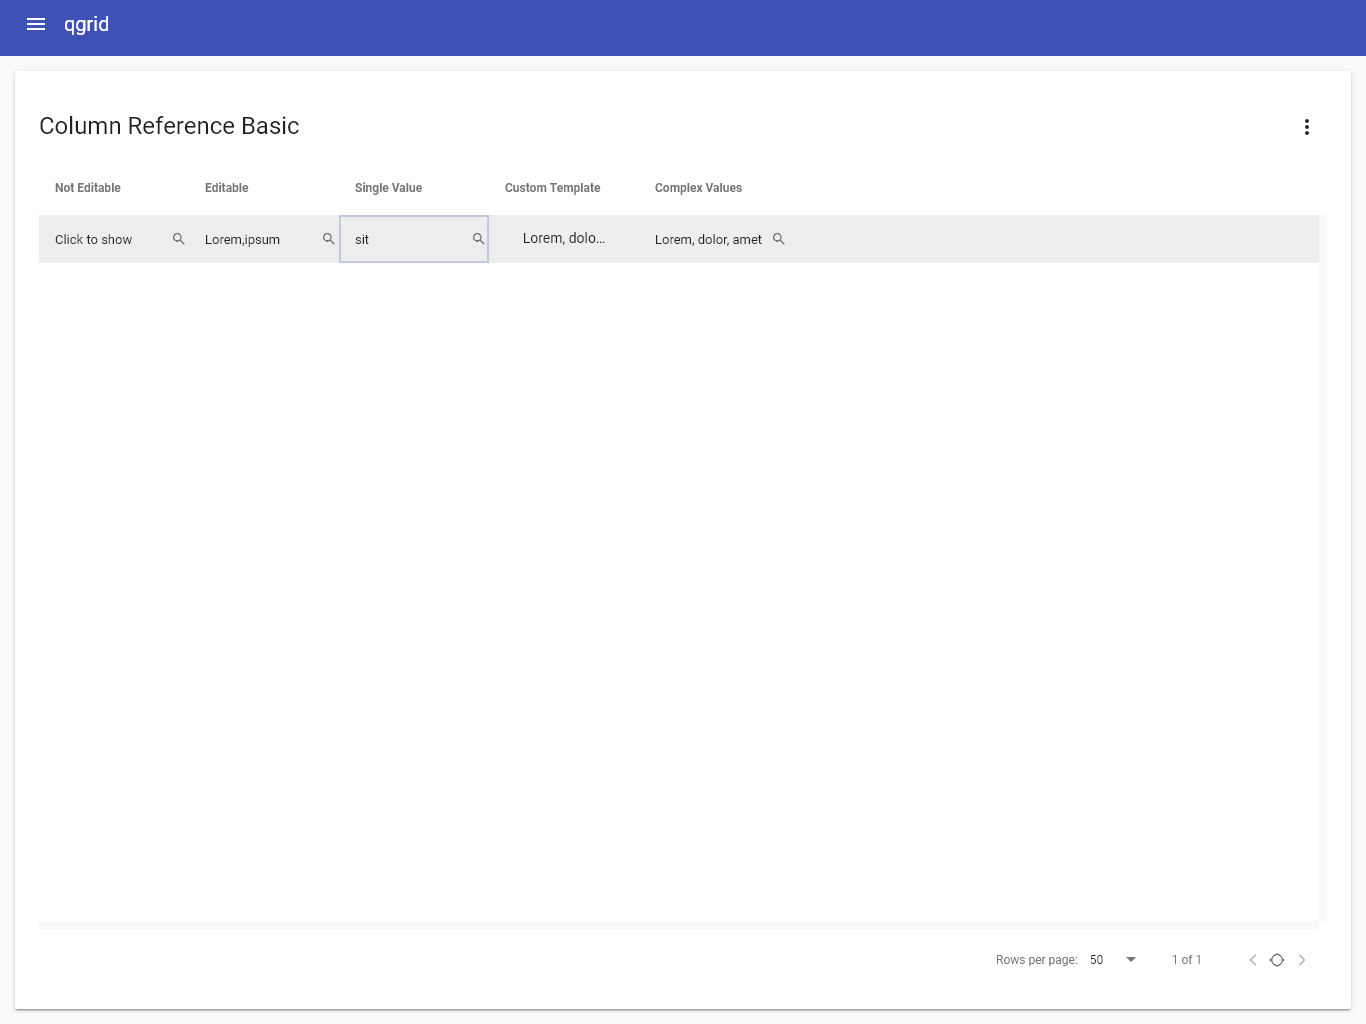 qgrid
Column Reference Basic
Not Editable Editable Single Value Custom Template Complex Values
Click to show Lorem,ipsum sit Lorem, dolo... Lorem, dolor, amet
Rows per page: 50 1 of 1